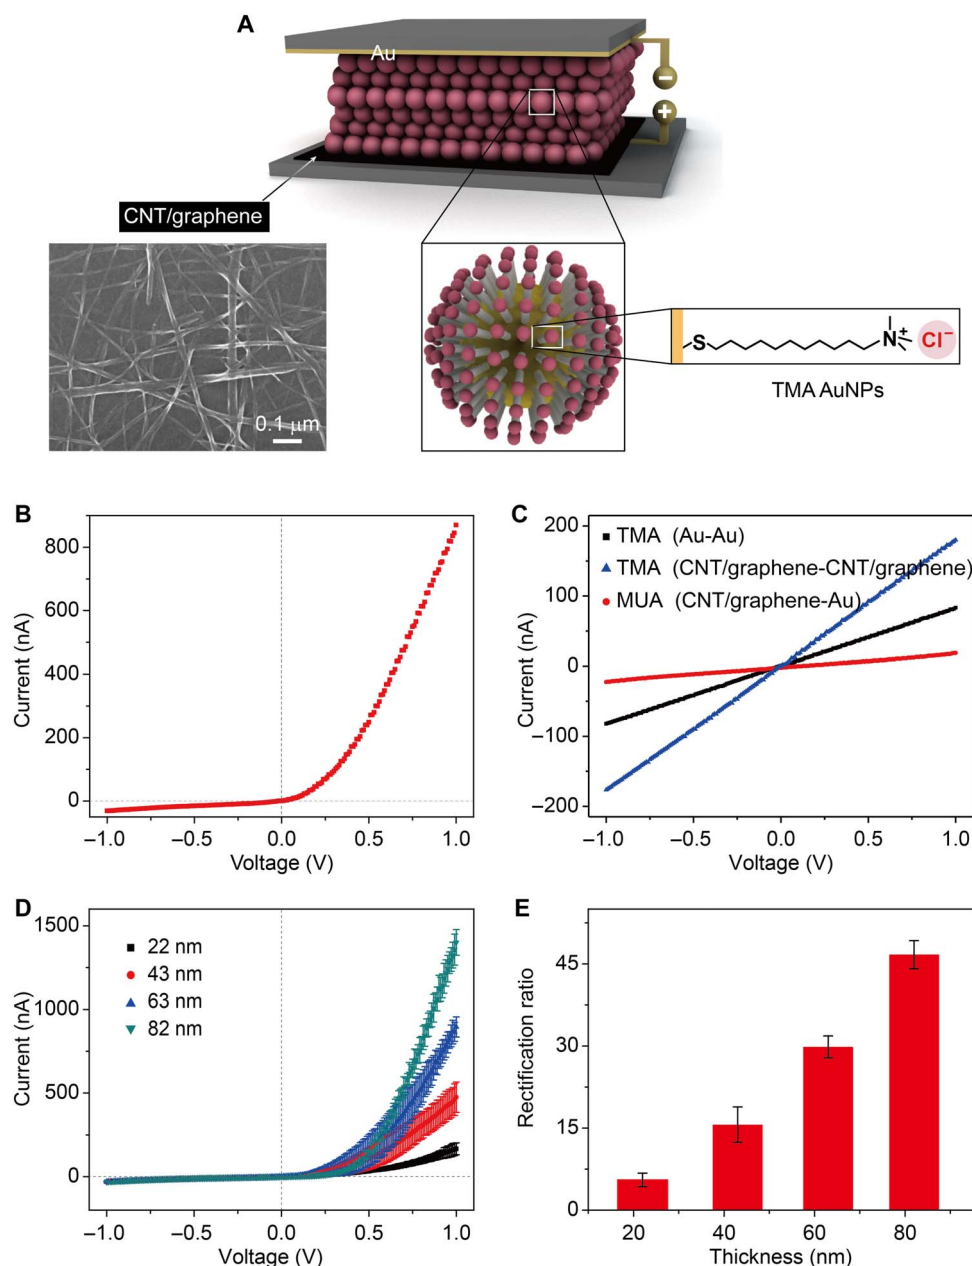 A
Au
−
+
CNT/graphene
0.1 μm
S
N
+
Cl−
TMA AuNPs
B
800
600
400
200
0
Current (nA)
−1.0 −0.5 0.0 0.5 1.0
Voltage (V)
C
200
100
0
−100
−200
Current (nA)
TMA (Au-Au)
TMA (CNT/graphene-CNT/graphene)
MUA (CNT/graphene-Au)
−1.0 −0.5 0.0 0.5 1.0
Voltage (V)
D
1500
1000
500
0
Current (nA)
22 nm
43 nm
63 nm
82 nm
−1.0 −0.5 0.0 0.5 1.0
Voltage (V)
E
45
30
15
0
Rectification ratio
20 40 60 80
Thickness (nm)